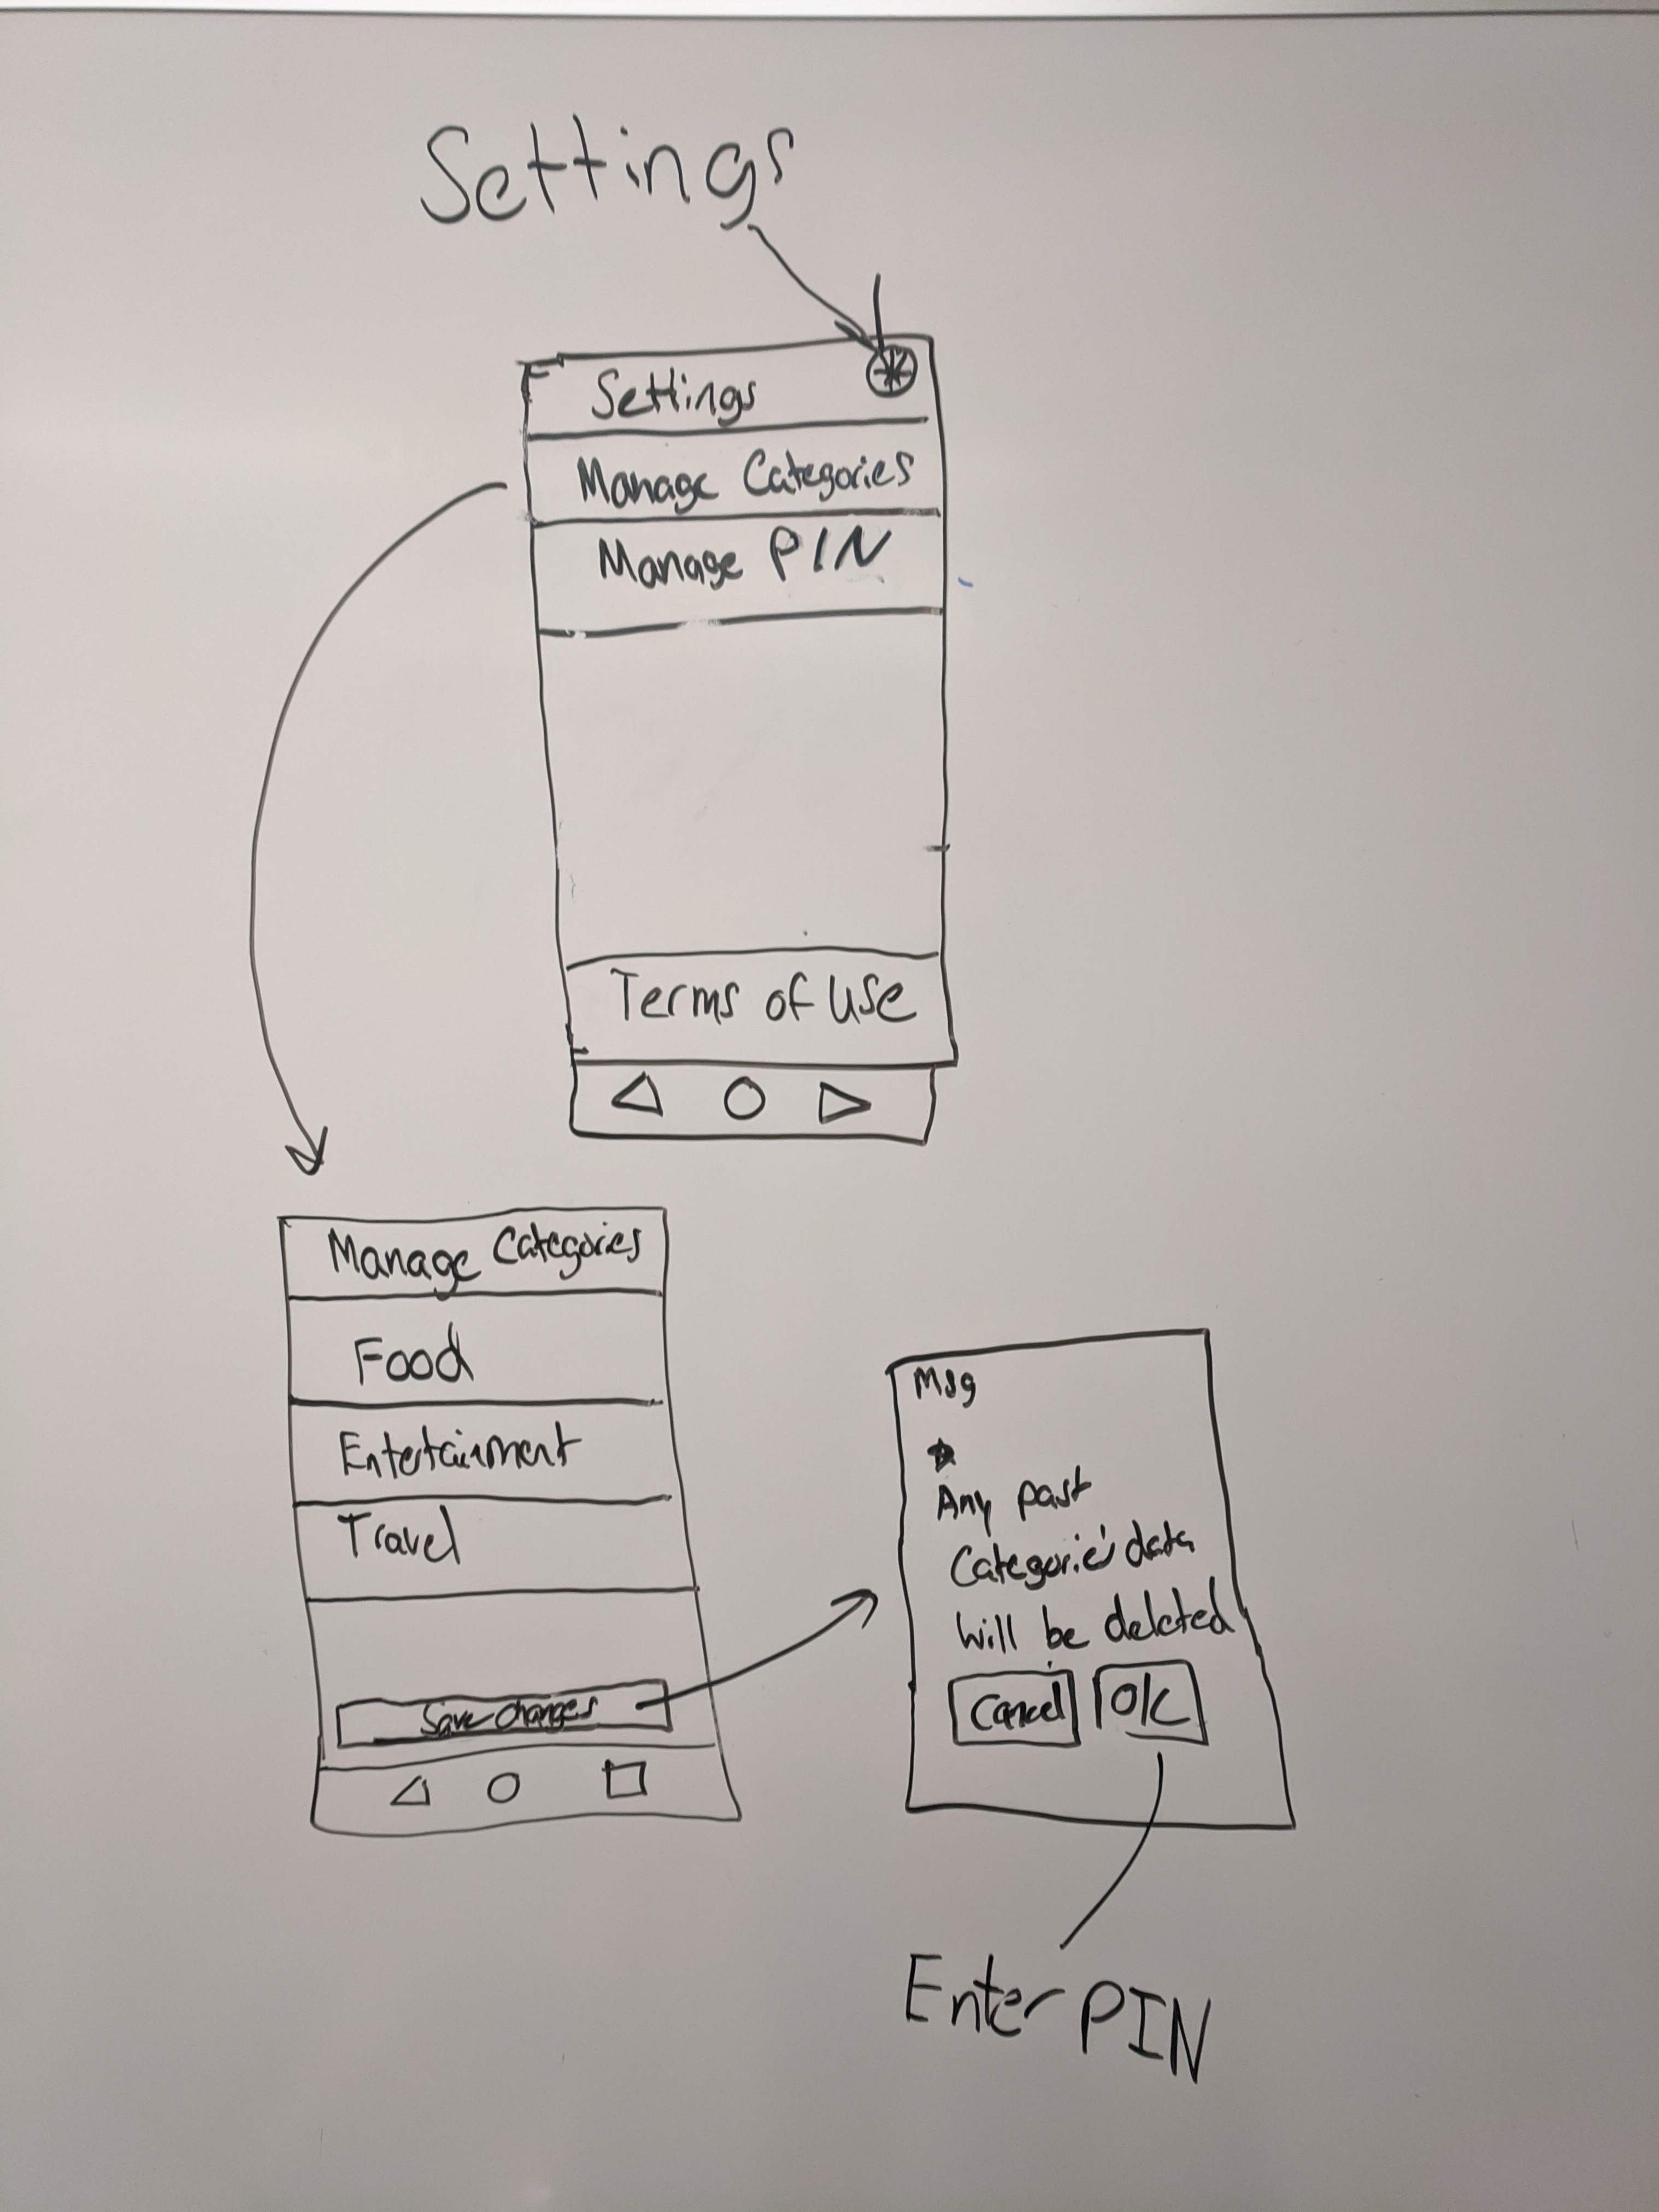 Settings
Settings
Manage Categories
Manage PIN
Terms of Use
Manage Categories
Food
Entertainment
Travel
Save changes
Msg
Any past
Categorie's data
will be deleted
Cancel OK
Enter PIN